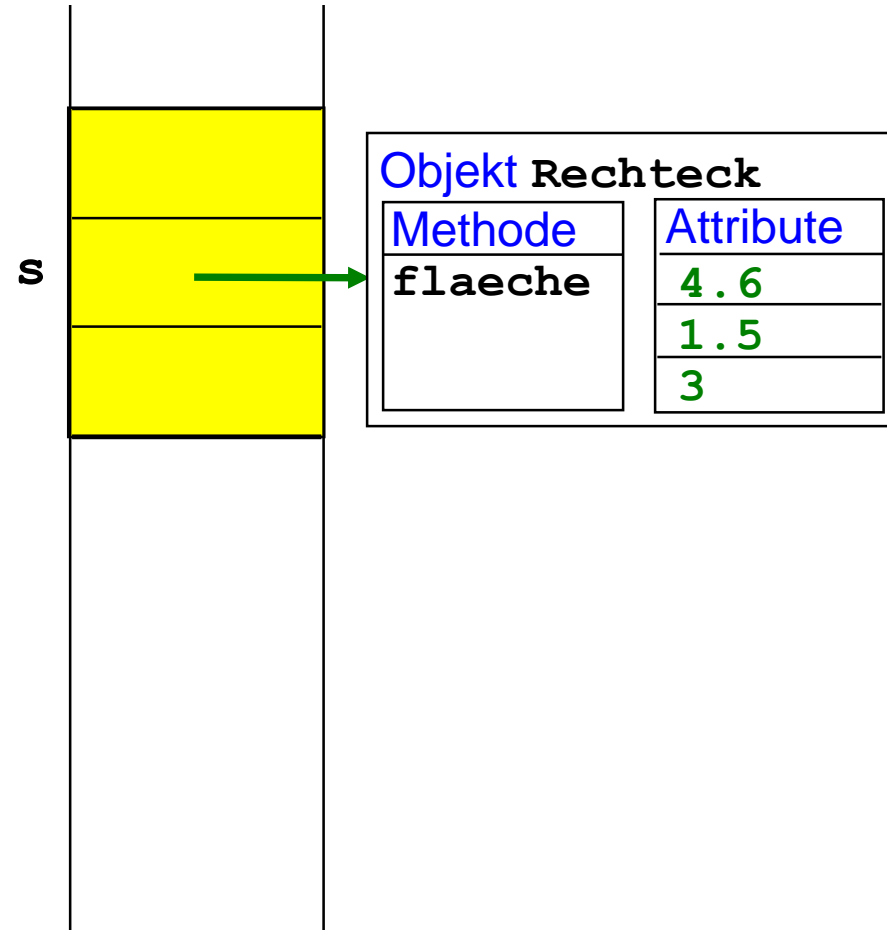 Objekt Rechteck
Methode
Attribute
s
flaeche
4.6
1.5
3